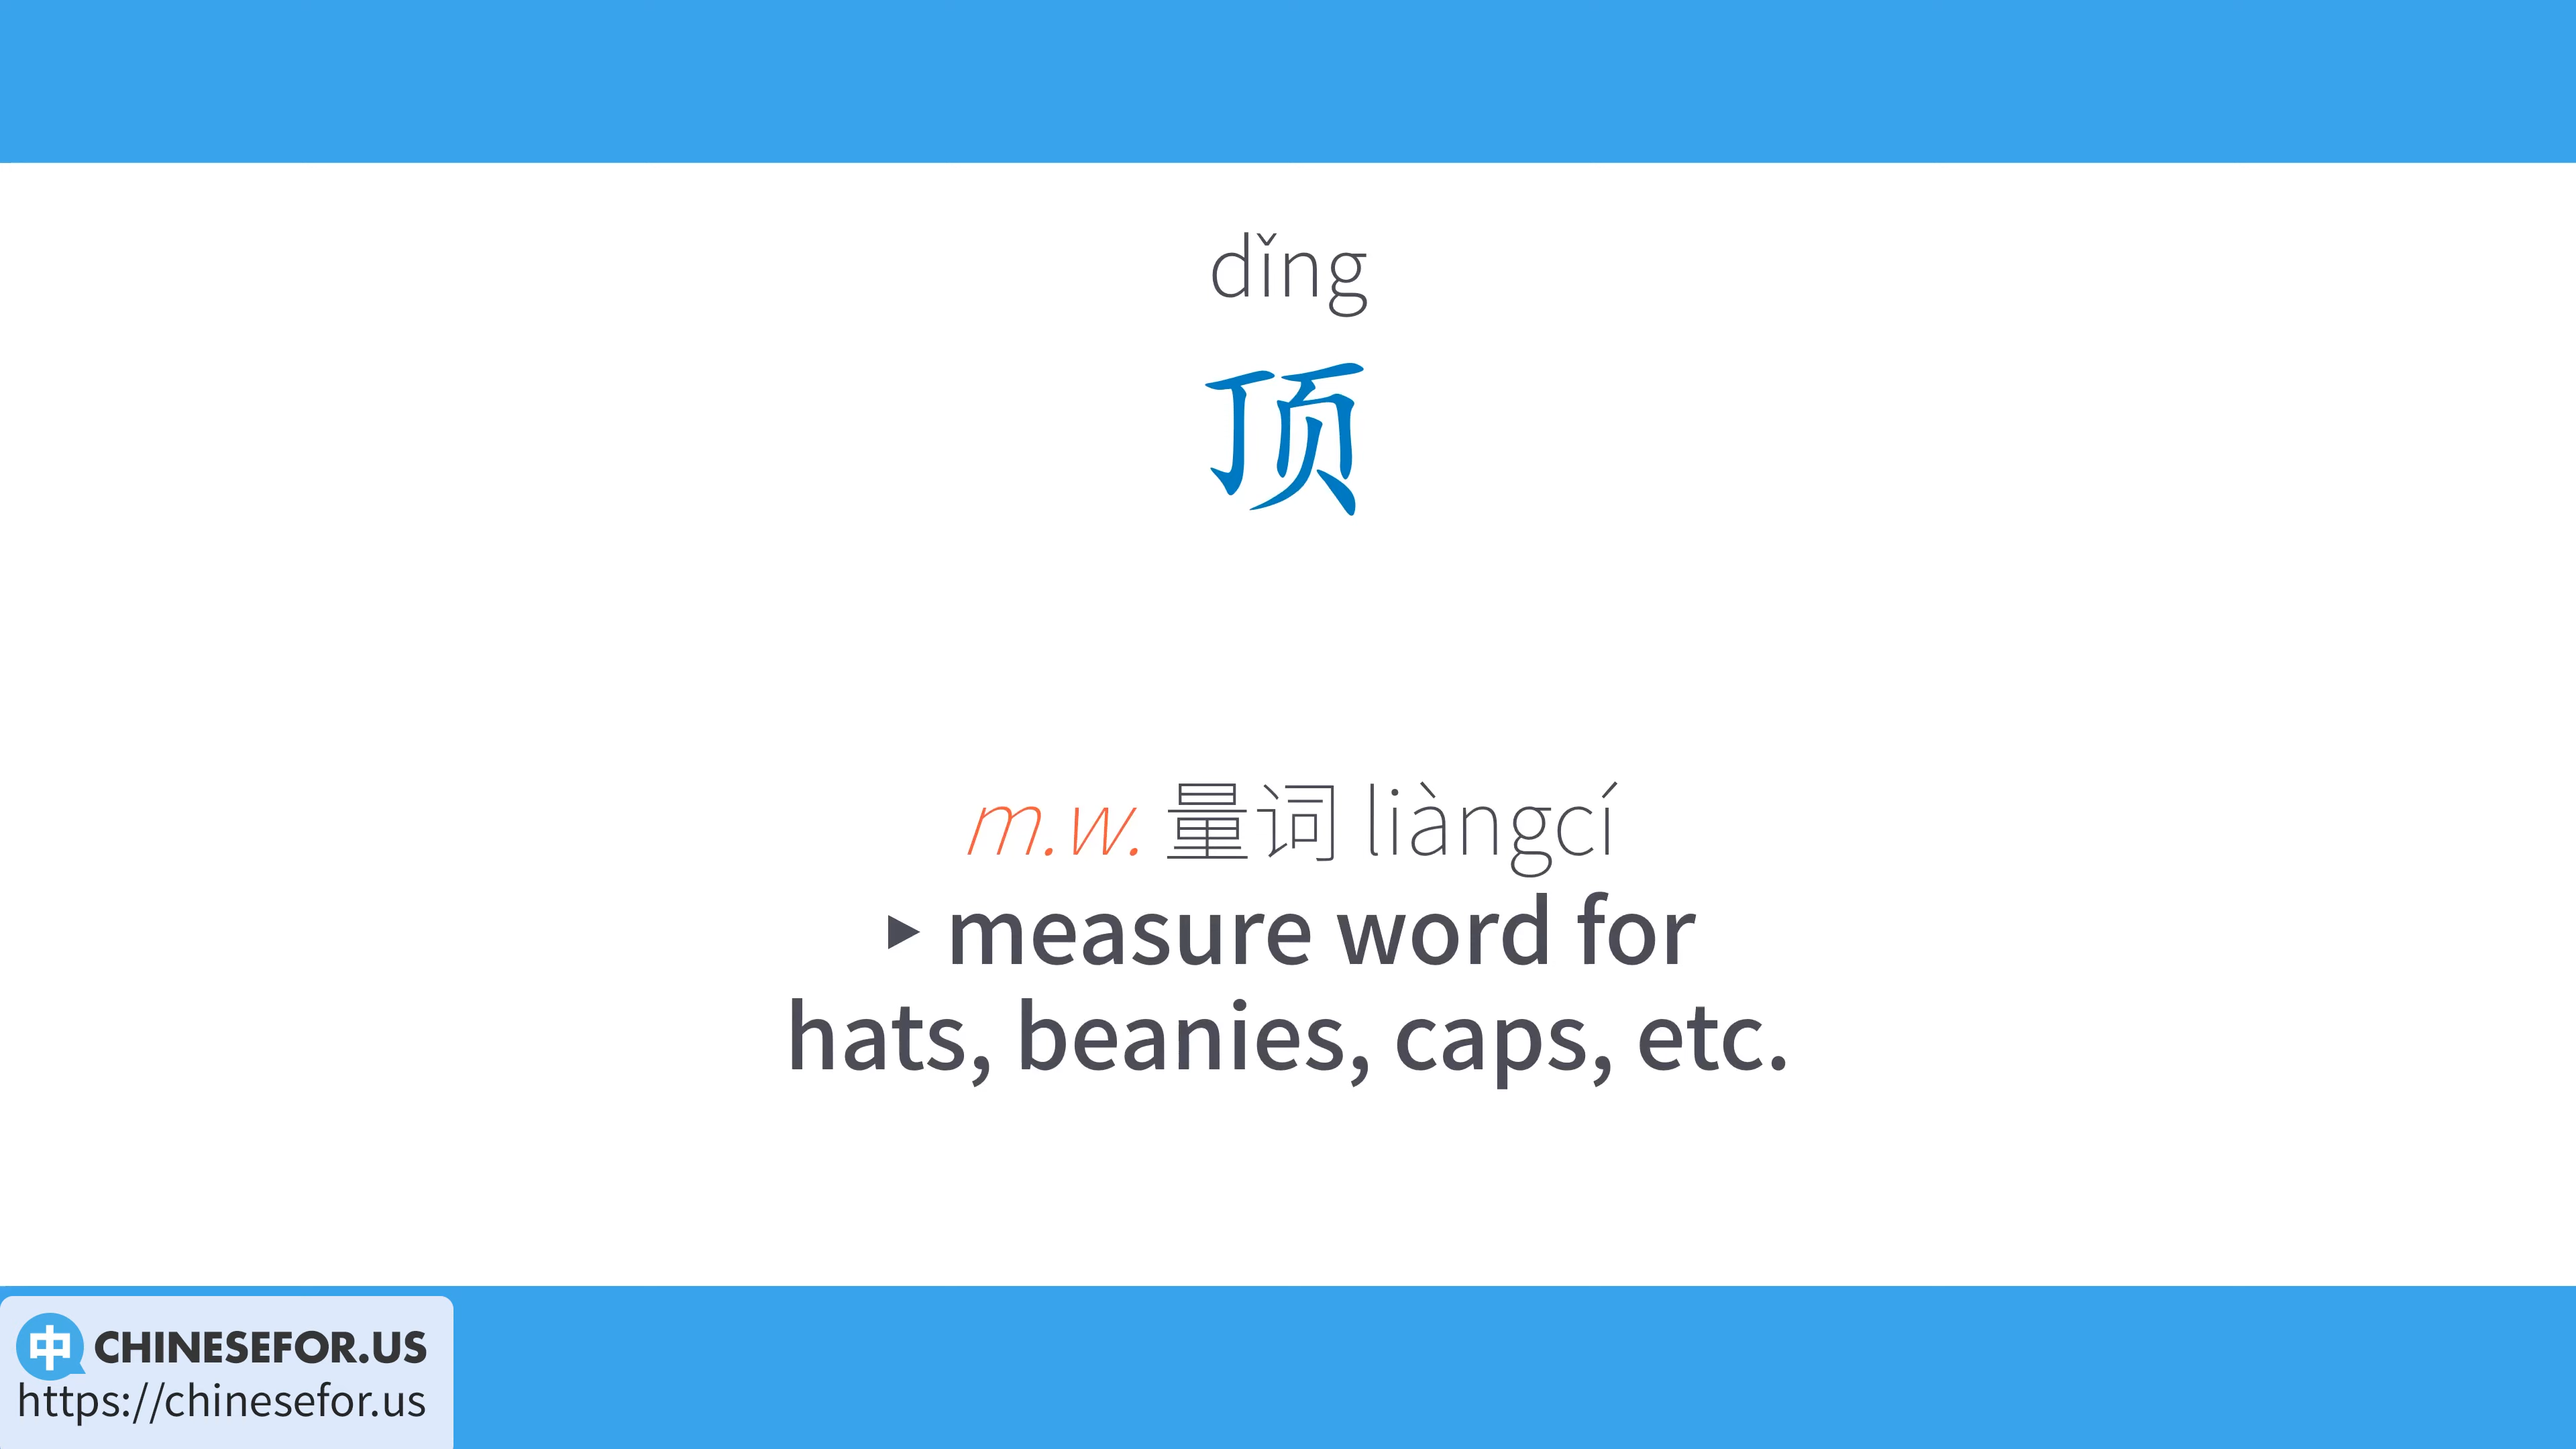 dǐng
顶
m.w. 量词 liàngcí
▸ measure word for
hats, beanies, caps, etc.
中 CHINESEFOR.US
https://chinesefor.us